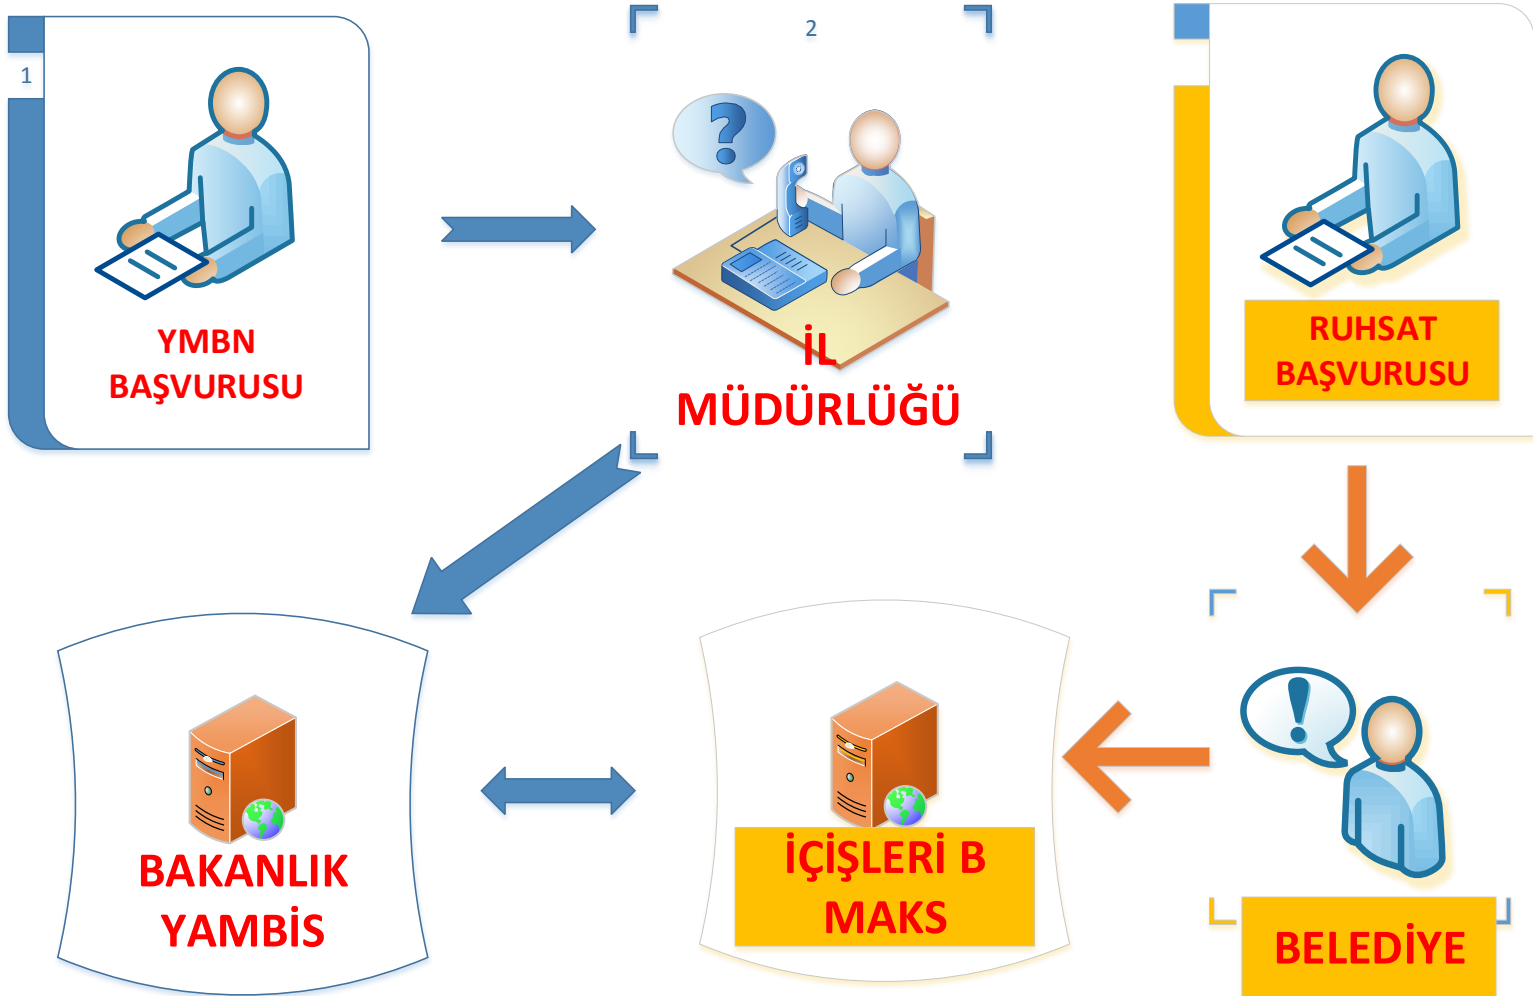 1
YMBN
BAŞVURUSU
2
İL
MÜDÜRLÜĞÜ
RUHSAT
BAŞVURUSU
BAKANLIK
YAMBİS
İÇİŞLERİ B
MAKS
BELEDİYE